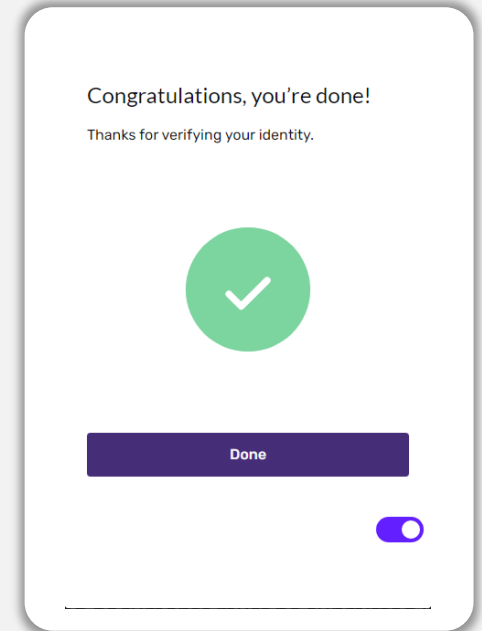 Congratulations, you’re done!
Thanks for verifying your identity.
Done